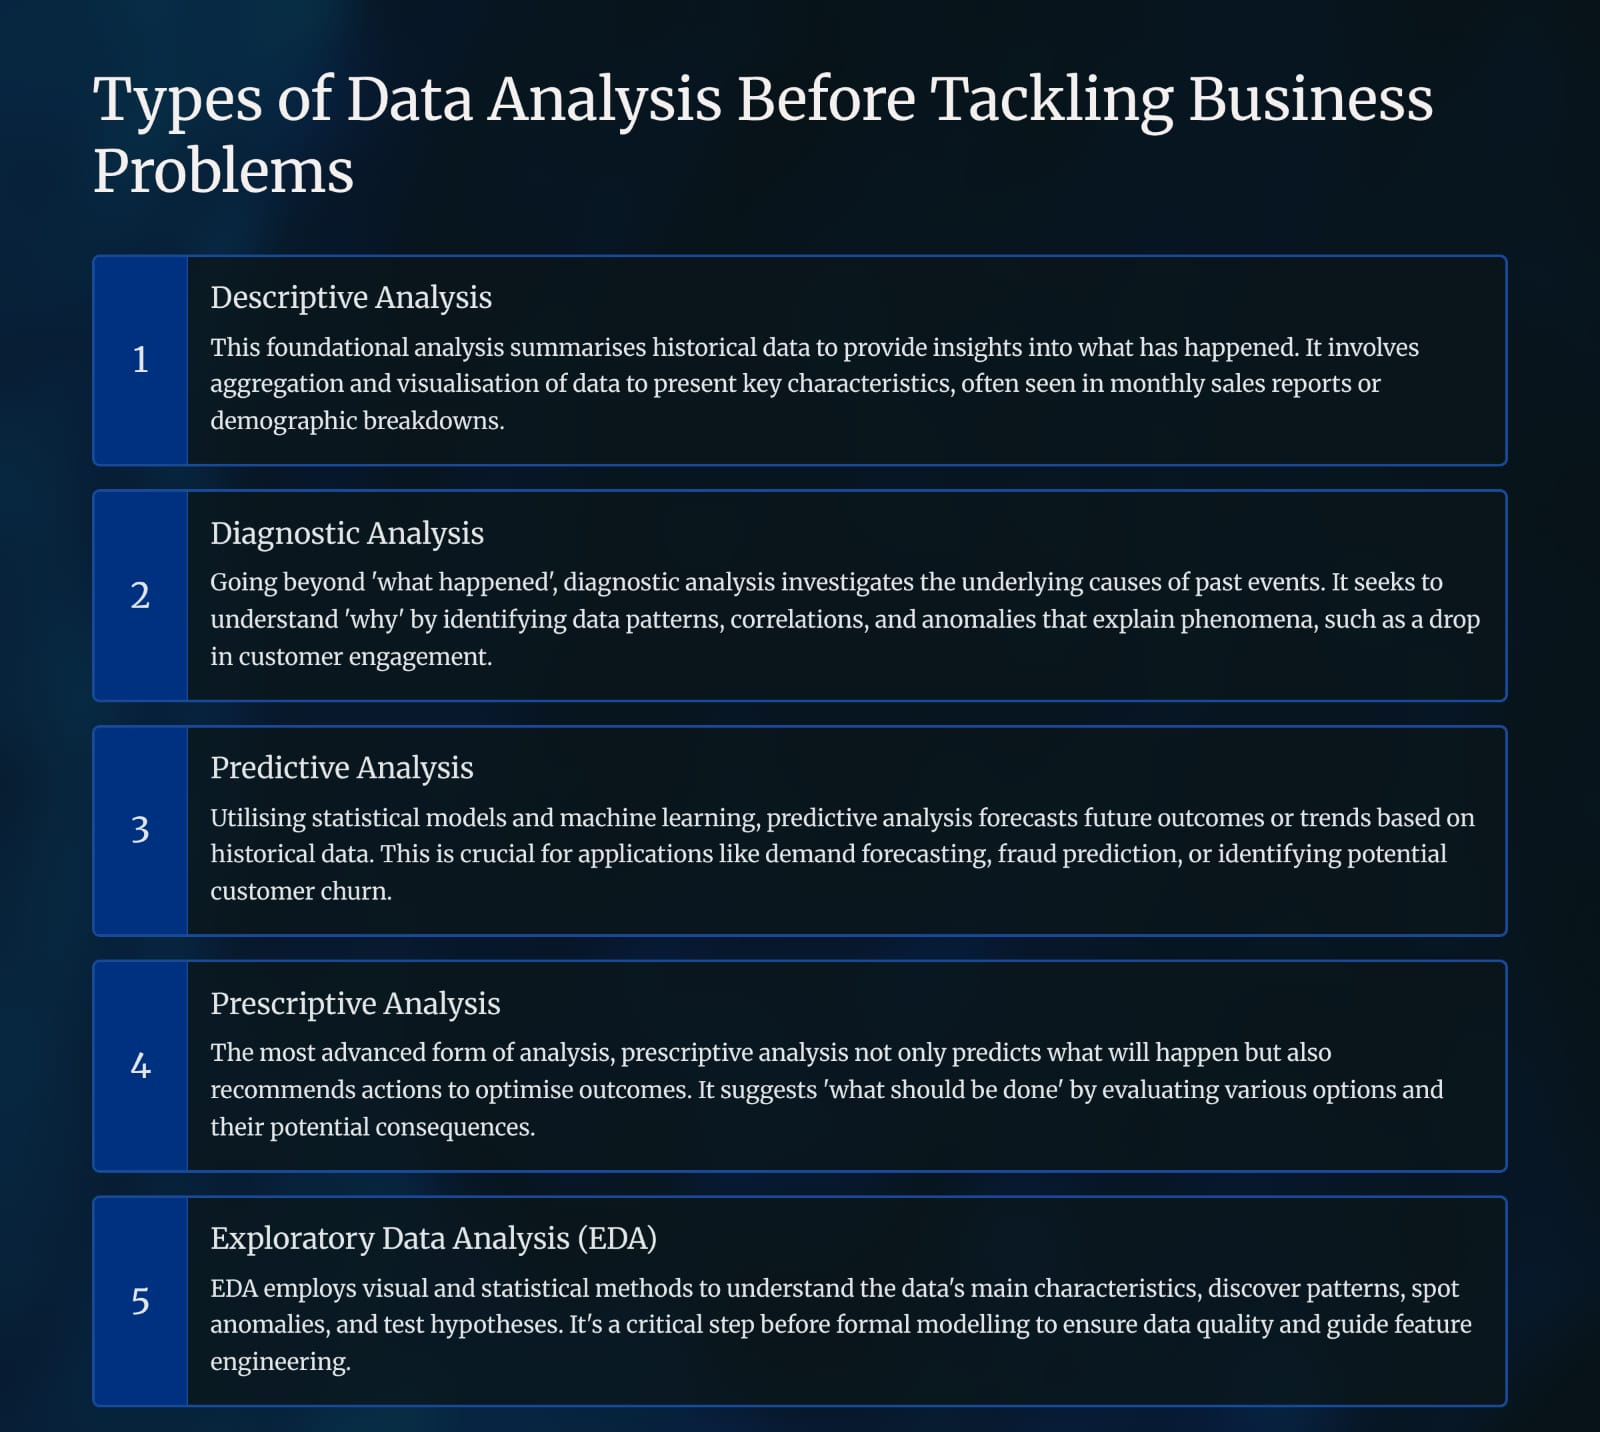 Types of Data Analysis Before Tackling Business
Problems
1
Descriptive Analysis
This foundational analysis summarises historical data to provide insights into what has happened. It involves
aggregation and visualisation of data to present key characteristics, often seen in monthly sales reports or
demographic breakdowns.
2
Diagnostic Analysis
Going beyond 'what happened', diagnostic analysis investigates the underlying causes of past events. It seeks to
understand 'why' by identifying data patterns, correlations, and anomalies that explain phenomena, such as a drop
in customer engagement.
3
Predictive Analysis
Utilising statistical models and machine learning, predictive analysis forecasts future outcomes or trends based on
historical data. This is crucial for applications like demand forecasting, fraud prediction, or identifying potential
customer churn.
4
Prescriptive Analysis
The most advanced form of analysis, prescriptive analysis not only predicts what will happen but also
recommends actions to optimise outcomes. It suggests 'what should be done' by evaluating various options and
their potential consequences.
5
Exploratory Data Analysis (EDA)
EDA employs visual and statistical methods to understand the data's main characteristics, discover patterns, spot
anomalies, and test hypotheses. It's a critical step before formal modelling to ensure data quality and guide feature
engineering.